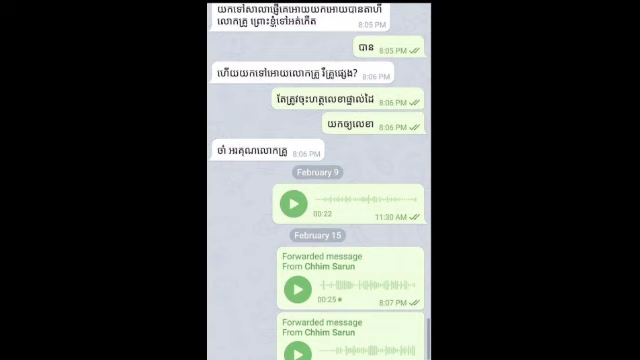 យកទៅសាលាផ្ញើគេអោយយកអោយបានតាហី
លោកគ្រូ ព្រោះខ្ញុំទៅអត់កើត
8:05 PM
បាន
8:05 PM
ហើយយកទៅអោយលោកគ្រូ រឺគ្រូផ្សេង?
8:06 PM
តែត្រូវចុះហត្ថលេខាផ្ទាល់ដៃ
8:06 PM
យកឲ្យលេខា
8:06 PM
ចាំ អរគុណលោកគ្រូ
8:06 PM
February 9
00:22
11:30 AM
February 15
Forwarded message
From Chhim Sarun
00:25
8:07 PM
Forwarded message
From Chhim Sarun